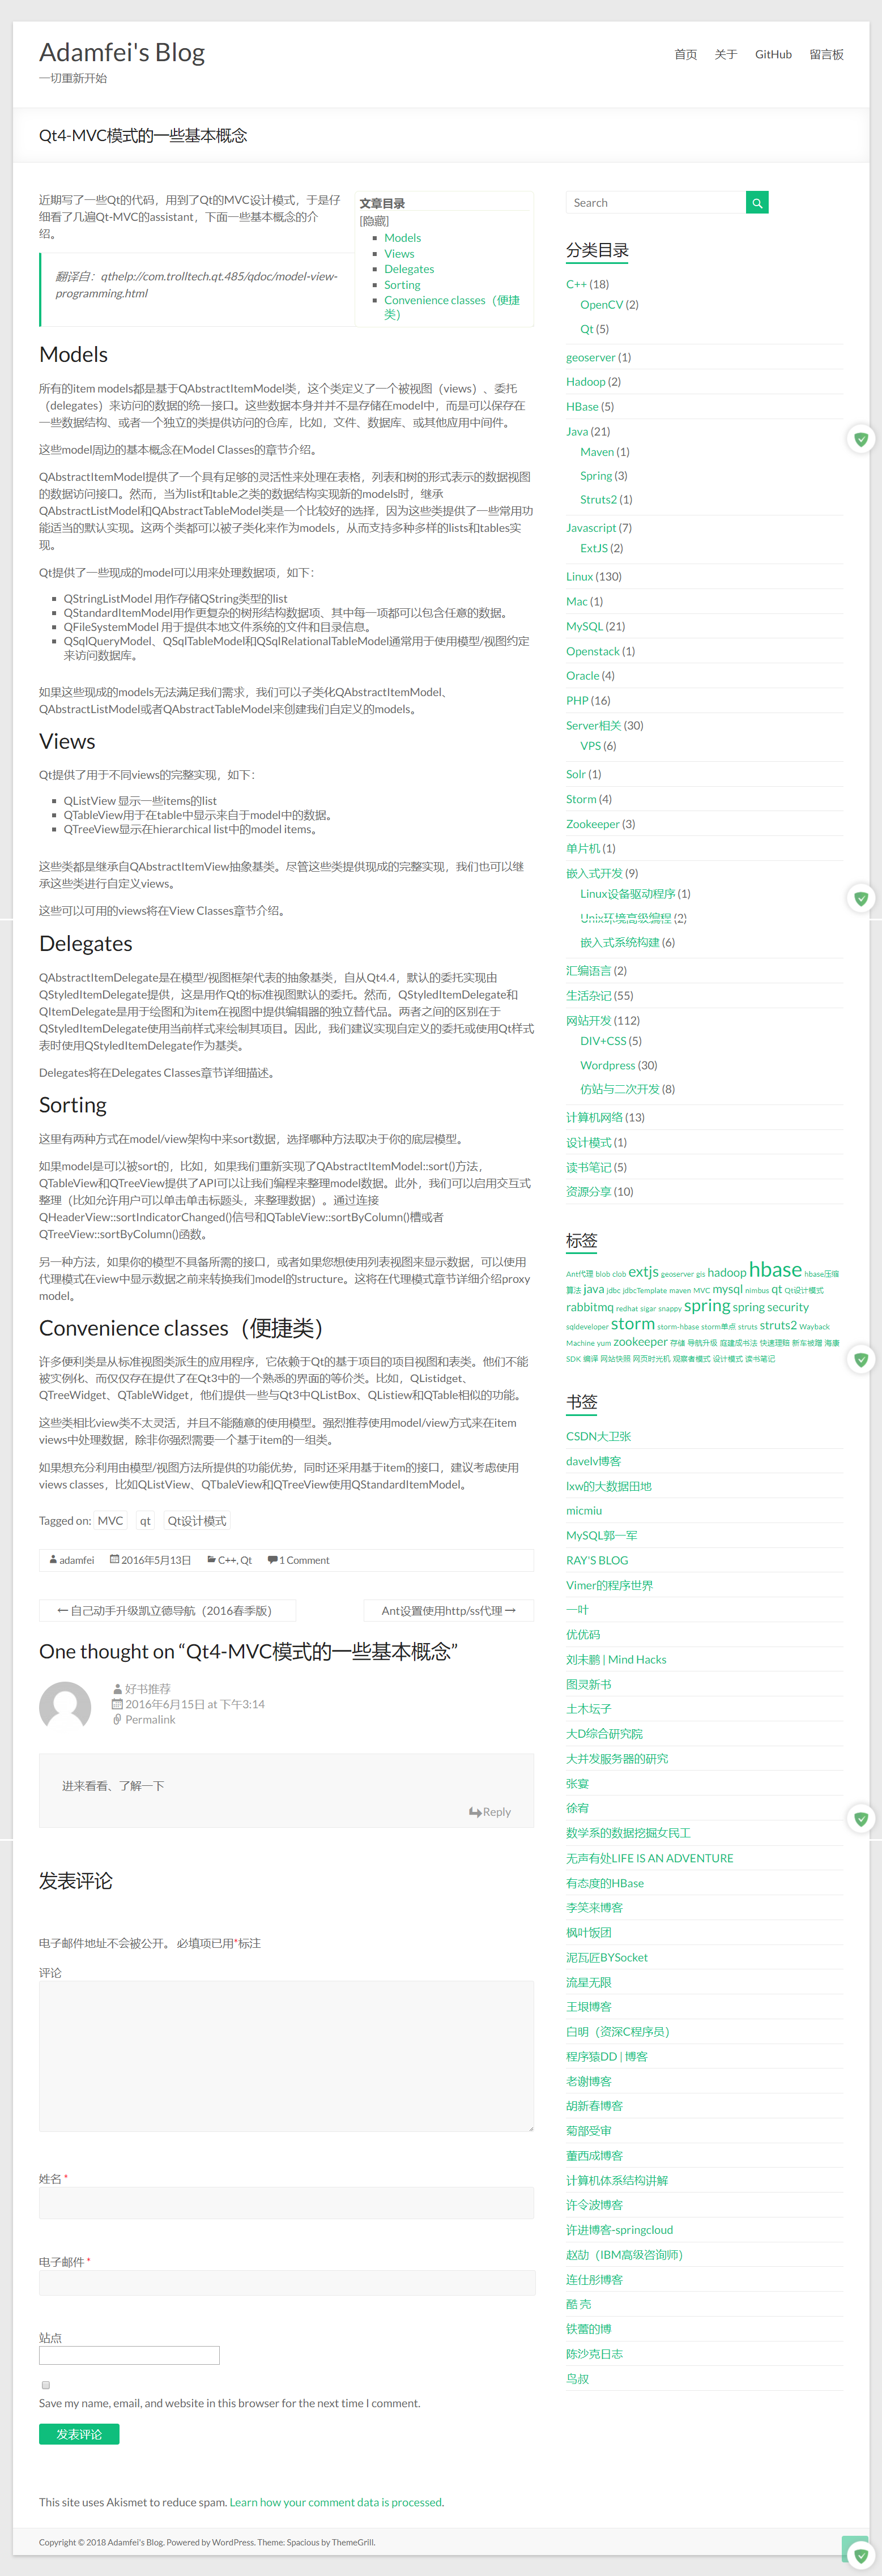 Adamfei's Blog
一切重新开始
首页 关于 GitHub 留言板
Qt4-MVC模式的一些基本概念
近期写了一些Qt的代码，用到了Qt的MVC设计模式，于是仔
细看了几遍Qt-MVC的assistant，下面一些基本概念的介
绍。
翻译自：qthelp://com.trolltech.qt.485/qdoc/model-view-
programming.html
文章目录
[隐藏]
Models
Views
Delegates
Sorting
Convenience classes（便捷
类）
Models
所有的item models都是基于QAbstractItemModel类，这个类定义了一个被视图（views）、委托
（delegates）来访问的数据的统一接口。这些数据本身并并不是存储在model中，而是可以保存在
一些数据结构、或者一个独立的类提供访问的仓库，比如，文件、数据库、或其他应用中间件。
这些model周边的基本概念在Model Classes的章节介绍。
QAbstractItemModel提供了一个具有足够的灵活性来处理在表格，列表和树的形式表示的数据视图
的数据访问接口。然而，当为list和table之类的数据结构实现新的models时，继承
QAbstractListModel和QAbstractTableModel类是一个比较好的选择，因为这些类提供了一些常用功
能适当的默认实现。这两个类都可以被子类化来作为models，从而支持多种多样的lists和tables实
现。
Qt提供了一些现成的model可以用来处理数据项，如下：
QStringListModel 用作存储QString类型的list
QStandardItemModel用作更复杂的树形结构数据项、其中每一项都可以包含任意的数据。
QFileSystemModel 用于提供本地文件系统的文件和目录信息。
QSqlQueryModel、QSqlTableModel和QSqlRelationalTableModel通常用于使用模型/视图约定
来访问数据库。
如果这些现成的models无法满足我们需求，我们可以子类化QAbstractItemModel、
QAbstractListModel或者QAbstractTableModel来创建我们自定义的models。
Views
Qt提供了用于不同views的完整实现，如下：
QListView 显示一些items的list
QTableView用于在table中显示来自于model中的数据。
QTreeView显示在hierarchical list中的model items。
这些类都是继承自QAbstractItemView抽象基类。尽管这些类提供现成的完整实现，我们也可以继
承这些类进行自定义views。
这些可以可用的views将在View Classes章节介绍。
Delegates
QAbstractItemDelegate是在模型/视图框架代表的抽象基类，自从Qt4.4，默认的委托实现由
QStyledItemDelegate提供，这是用作Qt的标准视图默认的委托。然而，QStyledItemDelegate和
QItemDelegate是用于绘图和为item在视图中提供编辑器的独立替代品。两者之间的区别在于
QStyledItemDelegate使用当前样式来绘制其项目。因此，我们建议实现自定义的委托或使用Qt样式
表时使用QStyledItemDelegate作为基类。
Delegates将在Delegates Classes章节详细描述。
Sorting
这里有两种方式在model/view架构中来sort数据，选择哪种方法取决于你的底层模型。
如果model是可以被sort的，比如，如果我们重新实现了QAbstractItemModel::sort()方法，
QTableView和QTreeView提供了API可以让我们编程来整理model数据。此外，我们可以启用交互式
整理（比如允许用户可以单击单击标题头，来整理数据）。通过连接
QHeaderView::sortIndicatorChanged()信号和QTableView::sortByColumn()槽或者
QTreeView::sortByColumn()函数。
另一种方法，如果你的模型不具备所需的接口，或者如果您想使用列表视图来显示数据，可以使用
代理模式在view中显示数据之前来转换我们model的structure。这将在代理模式章节详细介绍proxy
model。
Convenience classes（便捷类）
许多便利类是从标准视图类派生的应用程序，它依赖于Qt的基于项目的项目视图和表类。他们不能
被实例化、而仅仅存在提供了在Qt3中的一个熟悉的界面的等价类。比如，QListidget、
QTreeWidget、QTableWidget，他们提供一些与Qt3中QListBox、QListiew和QTable相似的功能。
这些类相比view类不太灵活，并且不能随意的使用模型。强烈推荐使用model/view方式来在item
views中处理数据，除非你强烈需要一个基于item的一组类。
如果想充分利用由模型/视图方法所提供的功能优势，同时还采用基于item的接口，建议考虑使用
views classes，比如QListView、QTbaleView和QTreeView使用QStandardItemModel。
Tagged on: MVC qt Qt设计模式
adamfei 2016年5月13日 C++, Qt 1 Comment
← 自己动手升级凯立德导航（2016春季版）
Ant设置使用http/ss代理 →
One thought on “Qt4-MVC模式的一些基本概念”
好书推荐
2016年6月15日 at 下午3:14
Permalink
进来看看、了解一下
Reply
发表评论
电子邮件地址不会被公开。 必填项已用*标注
评论
姓名 *
电子邮件 *
站点
Save my name, email, and website in this browser for the next time I comment.
发表评论
This site uses Akismet to reduce spam. Learn how your comment data is processed.
Search
分类目录
C++ (18)
OpenCV (2)
Qt (5)
geoserver (1)
Hadoop (2)
HBase (5)
Java (21)
Maven (1)
Spring (3)
Struts2 (1)
Javascript (7)
ExtJS (2)
Linux (130)
Mac (1)
MySQL (21)
Openstack (1)
Oracle (4)
PHP (16)
Server相关 (30)
VPS (6)
Solr (1)
Storm (4)
Zookeeper (3)
单片机 (1)
嵌入式开发 (9)
Linux设备驱动程序 (1)
Unix环境高级编程 (2)
嵌入式系统构建 (6)
汇编语言 (2)
生活杂记 (55)
网站开发 (112)
DIV+CSS (5)
Wordpress (30)
仿站与二次开发 (8)
计算机网络 (13)
设计模式 (1)
读书笔记 (5)
资源分享 (10)
标签
Ant代理 blob clob extjs geoserver gis hadoop hbase hbase压缩
算法 java jdbc jdbcTemplate maven MVC mysql nimbus qt Qt设计模式
rabbitmq redhat sigar snappy spring spring security
sqldeveloper storm storm-hbase storm单点 struts struts2 Wayback
Machine yum zookeeper 存储 导航升级 庭建成书法 快速理赔 新车被蹭 海康
SDK 编译 网站快照 网页时光机 观察者模式 设计模式 读书笔记
书签
CSDN大卫张
davelv博客
lxw的大数据田地
micmiu
MySQL郭一军
RAY'S BLOG
Vimer的程序世界
一叶
优优码
刘未鹏 | Mind Hacks
图灵新书
土木坛子
大D综合研究院
大并发服务器的研究
张宴
徐宥
数学系的数据挖掘女民工
无声有处LIFE IS AN ADVENTURE
有态度的HBase
李笑来博客
枫叶饭团
泥瓦匠BYSocket
流星无限
王垠博客
白明（资深C程序员）
程序猿DD | 博客
老谢博客
胡新春博客
菊部受审
董西成博客
计算机体系结构讲解
许令波博客
许进博客-springcloud
赵劼（IBM高级咨询师）
连仕彤博客
酷 壳
铁蕾的博
陈沙克日志
鸟叔
Copyright © 2018 Adamfei's Blog. Powered by WordPress. Theme: Spacious by ThemeGrill.